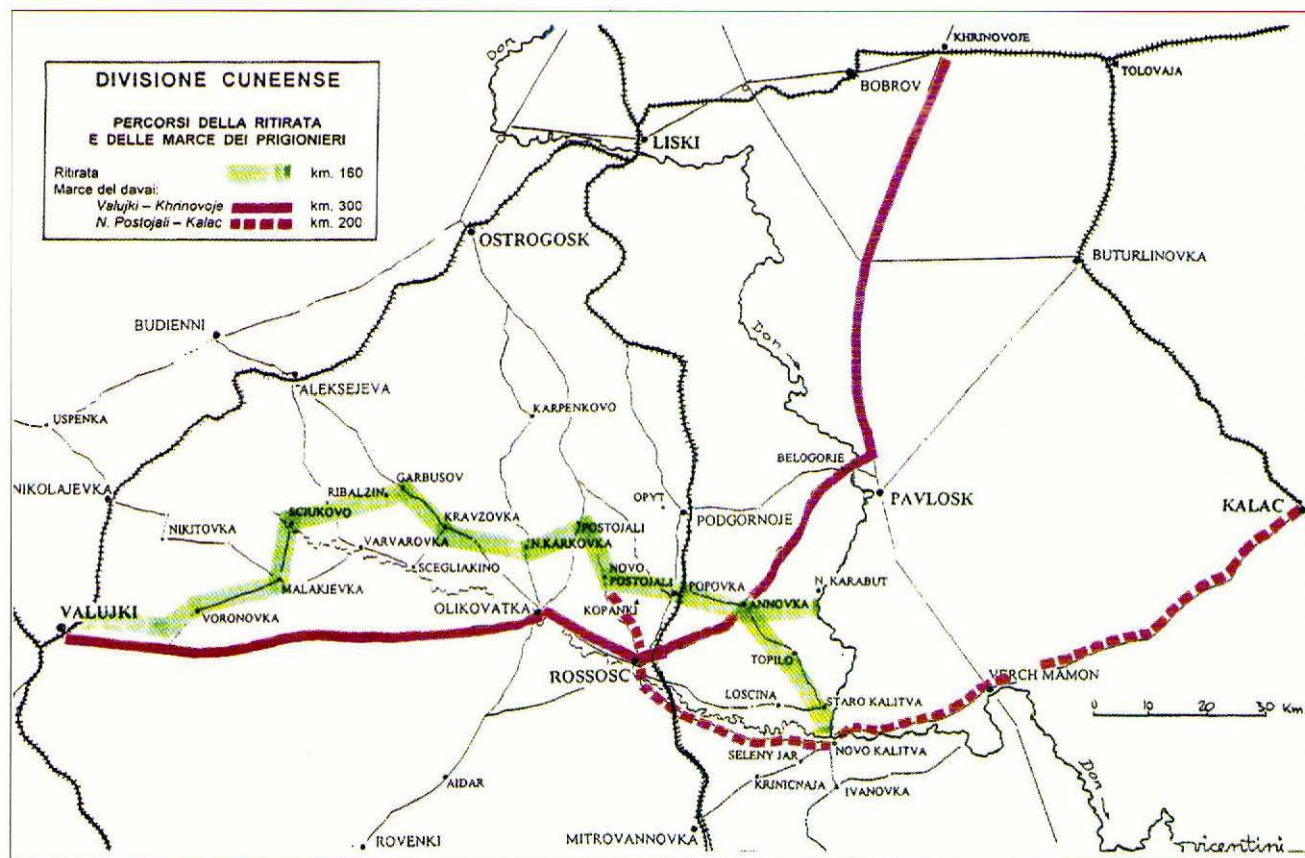 DIVISIONE CUNEENSE
PERCORSI DELLA RITIRATA
E DELLE MARCE DEI PRIGIONIERI
Ritirata km. 160
Marce del davai:
Valujki – Khrinovoje km. 300
N. Postojali – Kalac km. 200
Don
KHRINOVOJE
TOLOVAJA
BOBROV
LISKI
OSTROGOSK
BUTURLINOVKA
BUDIENNI
Don
ALEKSEJEVA
USPENKA
KARPENKOVO
BELOGORJE
GARBUSOV
NIKOLAJEVKA
RIBALZIN
PAVLOSK
OPYT
SCIUKOVO
KRAVZOVKA
PODGORNOJE
KALAC
NIKITOVKA
POSTOJALI
VARVAROVKA
N.KARKOVKA
SCEGLIAKINO
NOVO
POSTOJALI
MALAKJEVKA
POPOVKA
N. KARABUT
ANNOVKA
VALUJKI
OLIKOVATKA
KOPANKI
VORONOVKA
TOPILO
ROSSOSC
VERCH MAMON
LOSCINA
STARO KALITVA
0 10 20 30 Km
SELENY JAR
NOVO KALITVA
AIDAR
KRINICNAJA
IVANOVKA
Don
MITROVANNOVKA
ROVENKI
vicentini